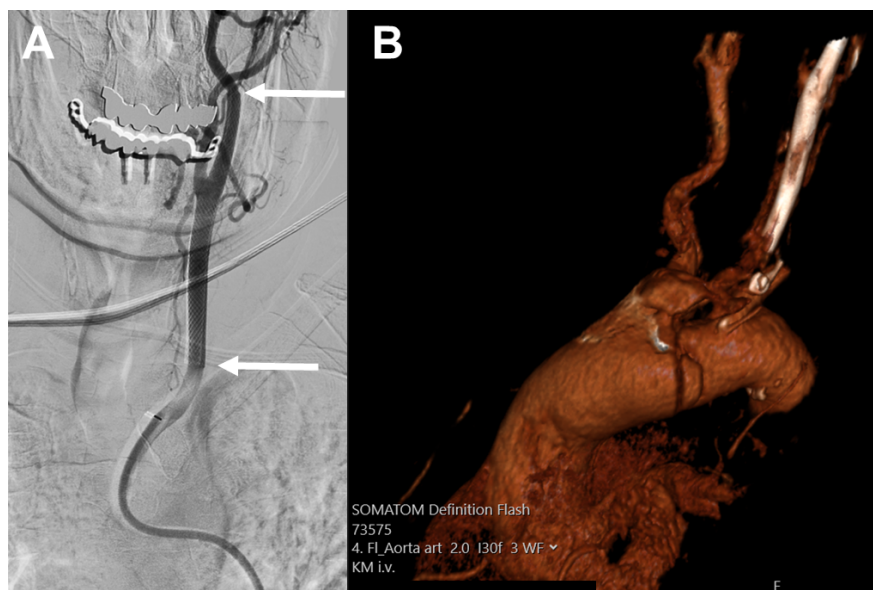 A
B
SOMATOM Definition Flash
73575
4. Fl_Aorta art 2.0 I30f 3 WF
KM i.v.
F